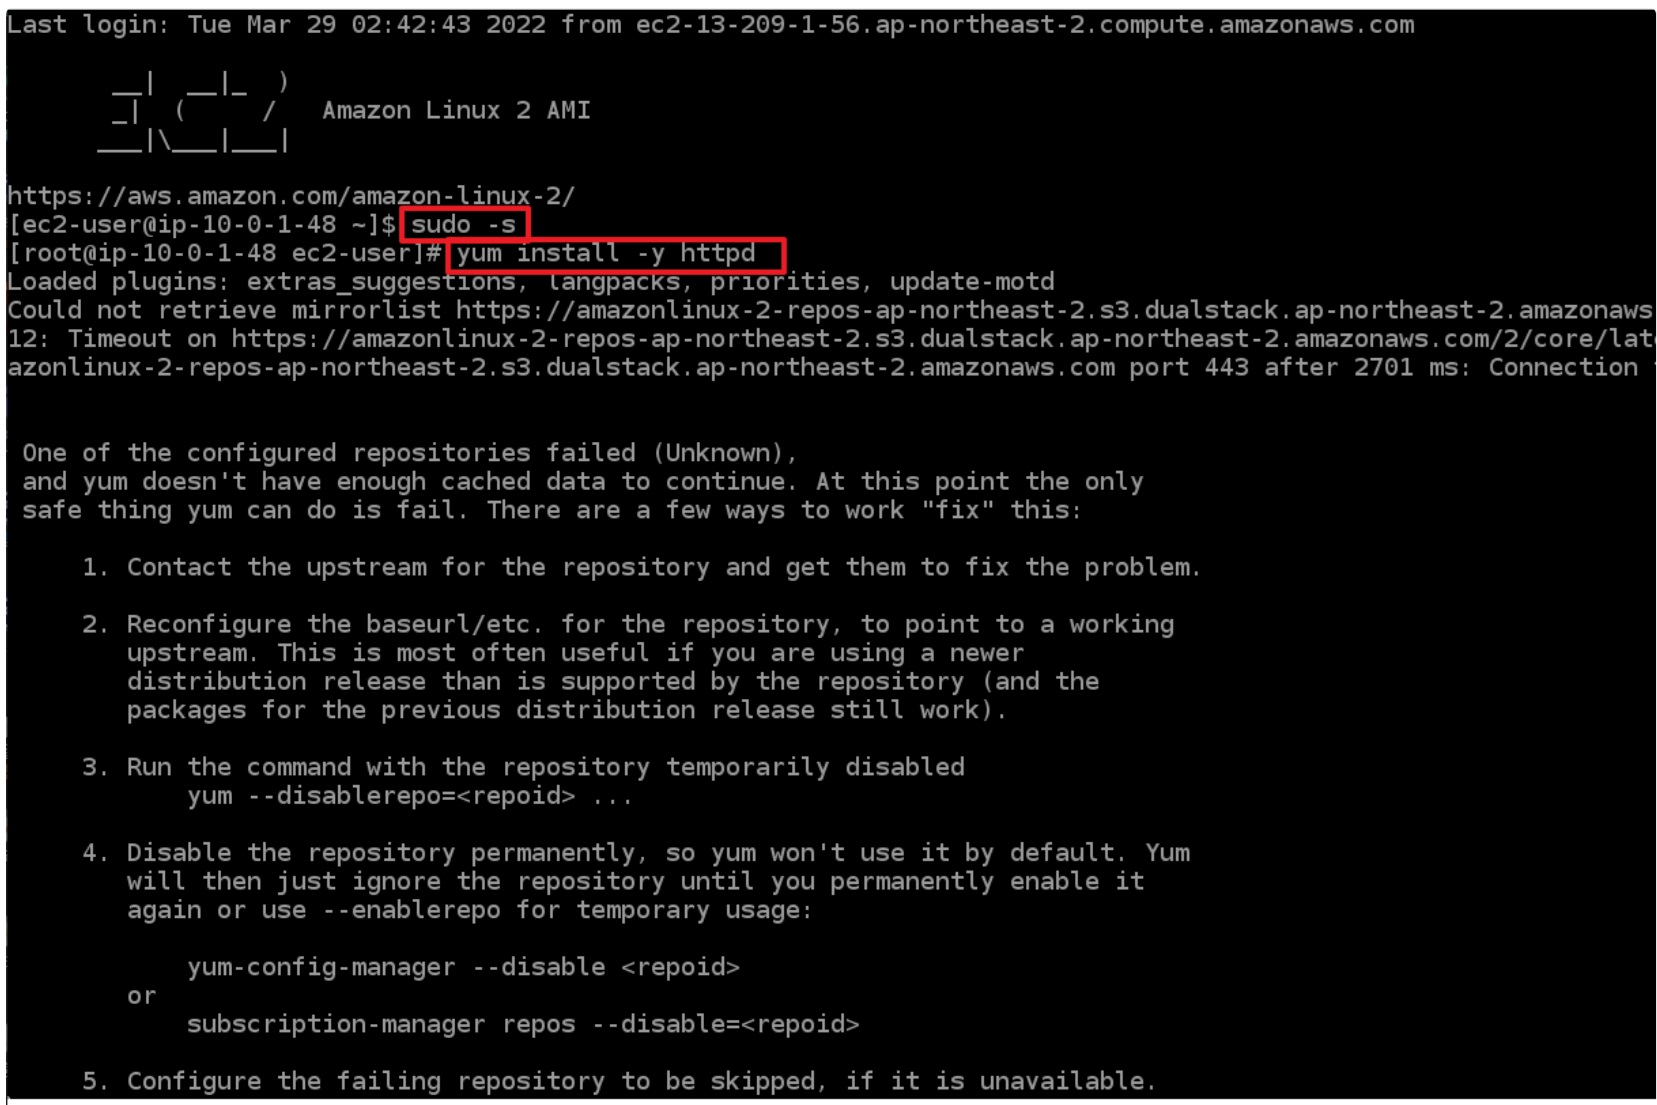 Last login: Tue Mar 29 02:42:43 2022 from ec2-13-209-1-56.ap-northeast-2.compute.amazonaws.com
       __|  __|_  )
       _|  (     /   Amazon Linux 2 AMI
      ___|\___|___|
https://aws.amazon.com/amazon-linux-2/
[ec2-user@ip-10-0-1-48 ~]$ sudo -s
[root@ip-10-0-1-48 ec2-user]# yum install -y httpd
Loaded plugins: extras_suggestions, langpacks, priorities, update-motd
Could not retrieve mirrorlist https://amazonlinux-2-repos-ap-northeast-2.s3.dualstack.ap-northeast-2.amazonaws
12: Timeout on https://amazonlinux-2-repos-ap-northeast-2.s3.dualstack.ap-northeast-2.amazonaws.com/2/core/lat
azonlinux-2-repos-ap-northeast-2.s3.dualstack.ap-northeast-2.amazonaws.com port 443 after 2701 ms: Connection
 One of the configured repositories failed (Unknown),
 and yum doesn't have enough cached data to continue. At this point the only
 safe thing yum can do is fail. There are a few ways to work "fix" this:
     1. Contact the upstream for the repository and get them to fix the problem.
     2. Reconfigure the baseurl/etc. for the repository, to point to a working
        upstream. This is most often useful if you are using a newer
        distribution release than is supported by the repository (and the
        packages for the previous distribution release still work).
     3. Run the command with the repository temporarily disabled
            yum --disablerepo=<repoid> ...
     4. Disable the repository permanently, so yum won't use it by default. Yum
        will then just ignore the repository until you permanently enable it
        again or use --enablerepo for temporary usage:
            yum-config-manager --disable <repoid>
        or
            subscription-manager repos --disable=<repoid>
     5. Configure the failing repository to be skipped, if it is unavailable.